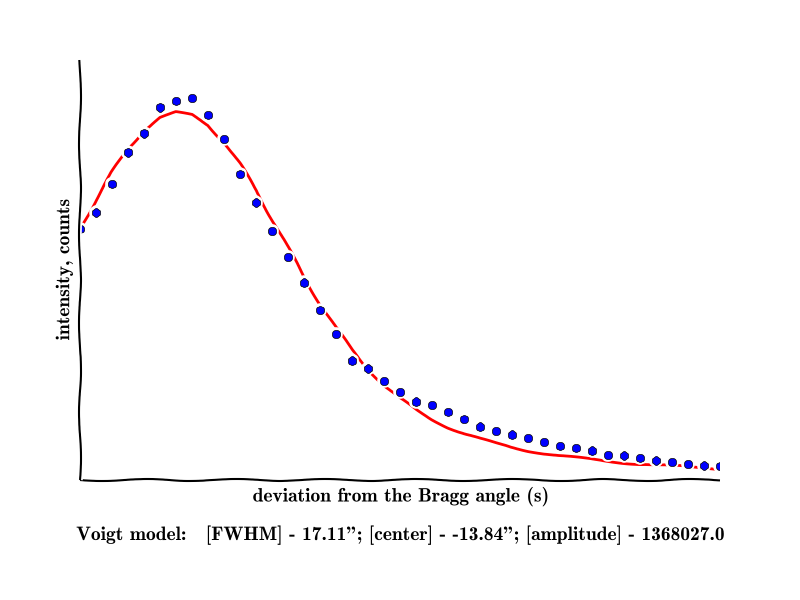 intensity, counts
deviation from the Bragg angle (s)
Voigt model: [FWHM] - 17.11”; [center] - -13.84”; [amplitude] - 1368027.0